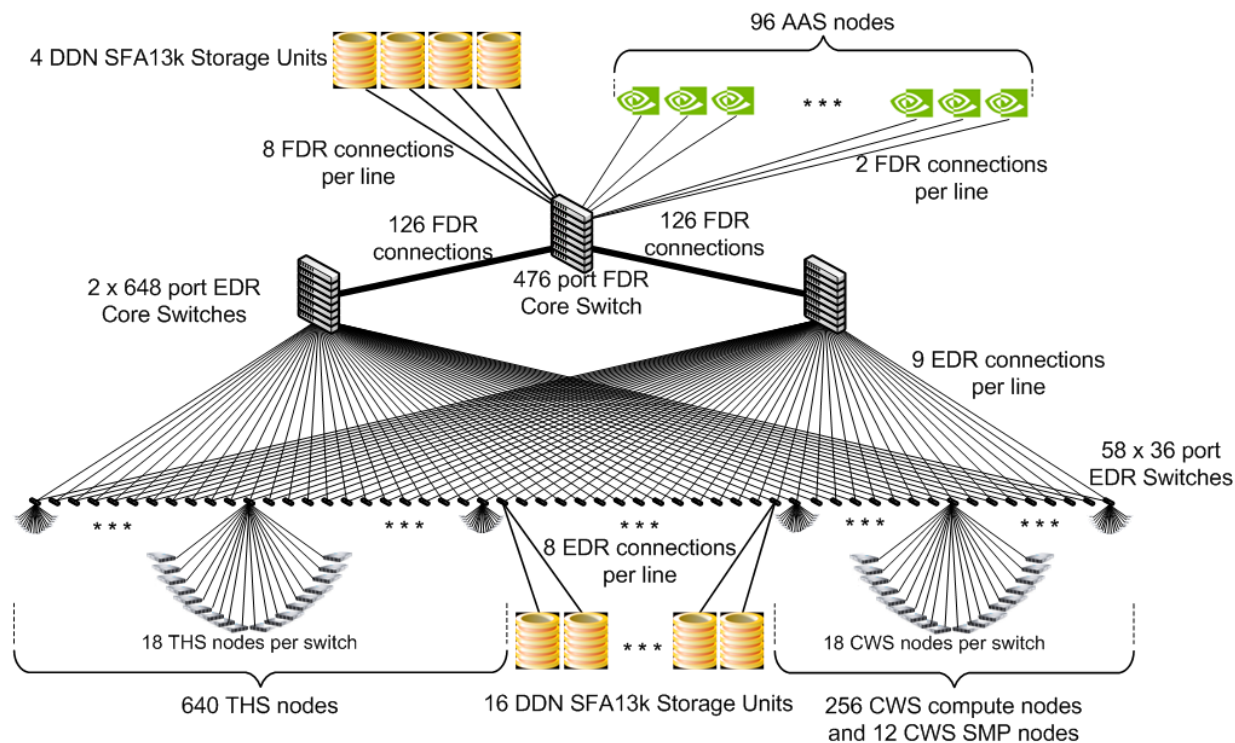 96 AAS nodes
4 DDN SFA13k Storage Units
* * *
8 FDR connections
per line
2 FDR connections
per line
126 FDR
connections
126 FDR
connections
2 x 648 port EDR
Core Switches
476 port FDR
Core Switch
9 EDR connections
per line
58 x 36 port
EDR Switches
* * *
* * *
* * *
* * *
* * *
8 EDR connections
per line
18 THS nodes per switch
* * *
18 CWS nodes per switch
640 THS nodes
16 DDN SFA13k Storage Units
256 CWS compute nodes
and 12 CWS SMP nodes